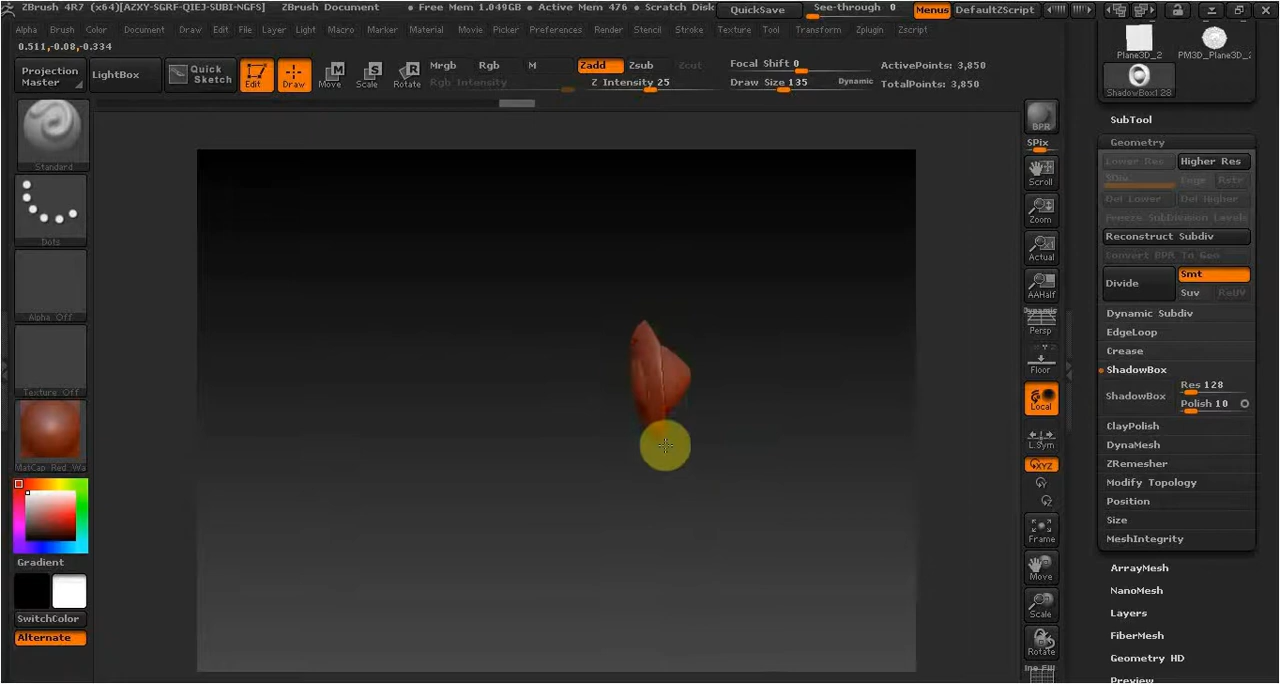 ZBrush 4R7 (x64)[AZXY-SGRF-QIEJ-SUBI-NGFS] ZBrush Document • Free Mem 1.049GB • Active Mem 476 • Scratch Disk QuickSave See-through 0 Menus DefaultZScript
Alpha Brush Color Document Draw Edit File Layer Light Macro Marker Material Movie Picker Preferences Render Stencil Stroke Texture Tool Transform Zplugin Zscript
0.511,-0.08,-0.334
Plane3D_2 PM3D_Plane3D_2
ShadowBox128
Projection Master
LightBox
Quick Sketch
Edit
Draw
Move
Scale
Rotate
Mrgb Rgb M
Rgb Intensity
Zadd Zsub Zcut
Z Intensity 25
Focal Shift 0
Draw Size 135 Dynamic
ActivePoints: 3,850
TotalPoints: 3,850
Standard
Dots
Alpha Off
Texture Off
MatCap Red Wa
Gradient
SwitchColor
Alternate
BPR
SPix
Scroll
Zoom
Actual
AAHalf
Dynamic
Persp
Floor
Local
L.Sym
XYZ
Frame
Move
Scale
Rotate
Line Fill
SubTool
Geometry
Lower Res Higher Res
SDiv Cage Rstr
Del Lower Del Higher
Freeze SubDivision Levels
Reconstruct Subdiv
Convert BPR To Geo
Divide
Smt
Suv ReUV
Dynamic Subdiv
EdgeLoop
Crease
ShadowBox
ShadowBox
Res 128
Polish 10
ClayPolish
DynaMesh
ZRemesher
Modify Topology
Position
Size
MeshIntegrity
ArrayMesh
NanoMesh
Layers
FiberMesh
Geometry HD
Preview